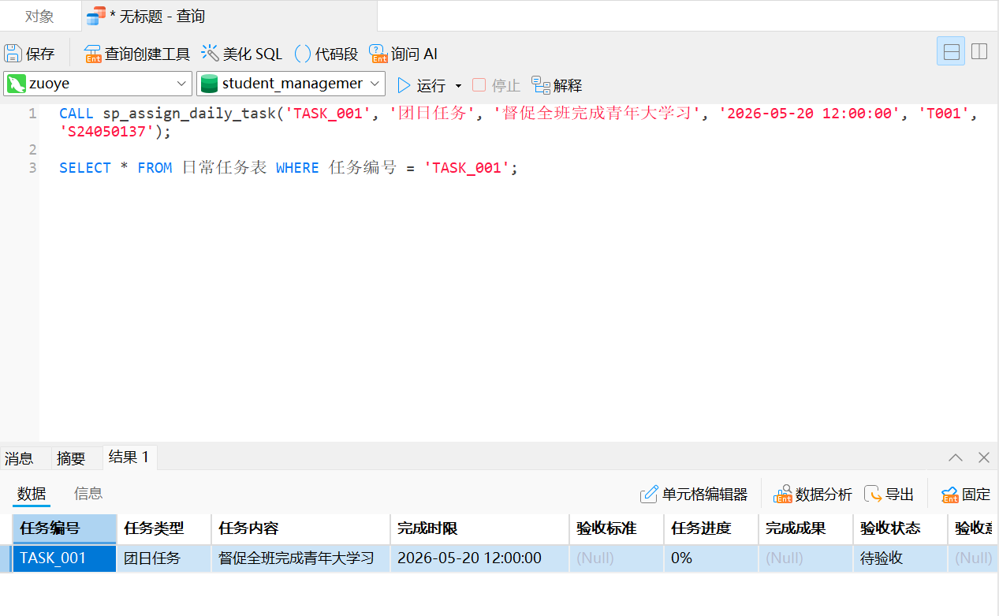 对象
* 无标题 - 查询
保存
Ent 查询创建工具
美化 SQL
() 代码段
Ent 询问 AI
zuoye
student_managemer
运行
停止
解释
1 CALL sp_assign_daily_task('TASK_001', '团日任务', '督促全班完成青年大学习', '2026-05-20 12:00:00', 'T001',
'S24050137');
2
3 SELECT * FROM 日常任务表 WHERE 任务编号 = 'TASK_001';
消息 摘要 结果 1
数据 信息
单元格编辑器
Ent 数据分析
导出
Ent 固定
任务编号 任务类型 任务内容 完成时限 验收标准 任务进度 完成成果 验收状态 验收意
TASK_001 团日任务 督促全班完成青年大学习 2026-05-20 12:00:00 (Null) 0% (Null) 待验收 (Null)